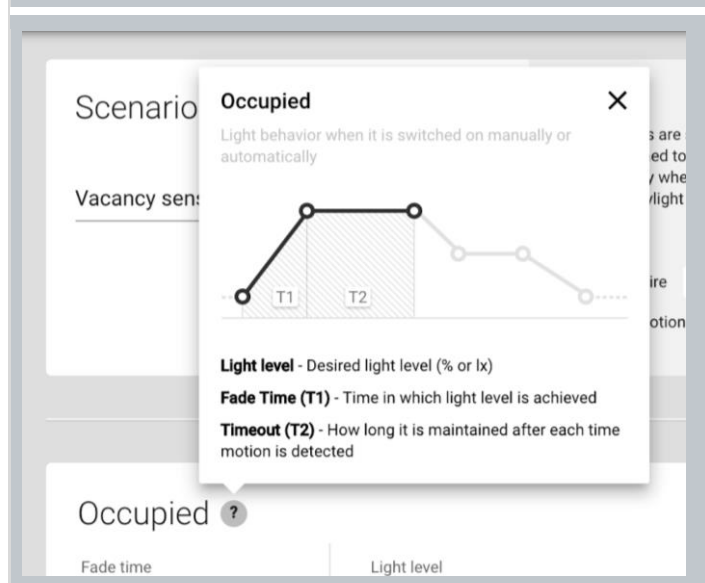 Scenario
Vacancy sens
Occupied
Light behavior when it is switched on manually or
automatically
T1
T2
Light level - Desired light level (% or lx)
Fade Time (T1) - Time in which light level is achieved
Timeout (T2) - How long it is maintained after each time
motion is detected
s are
ed to
y whe
ylight
ire
otion
Occupied ?
Fade time
Light level